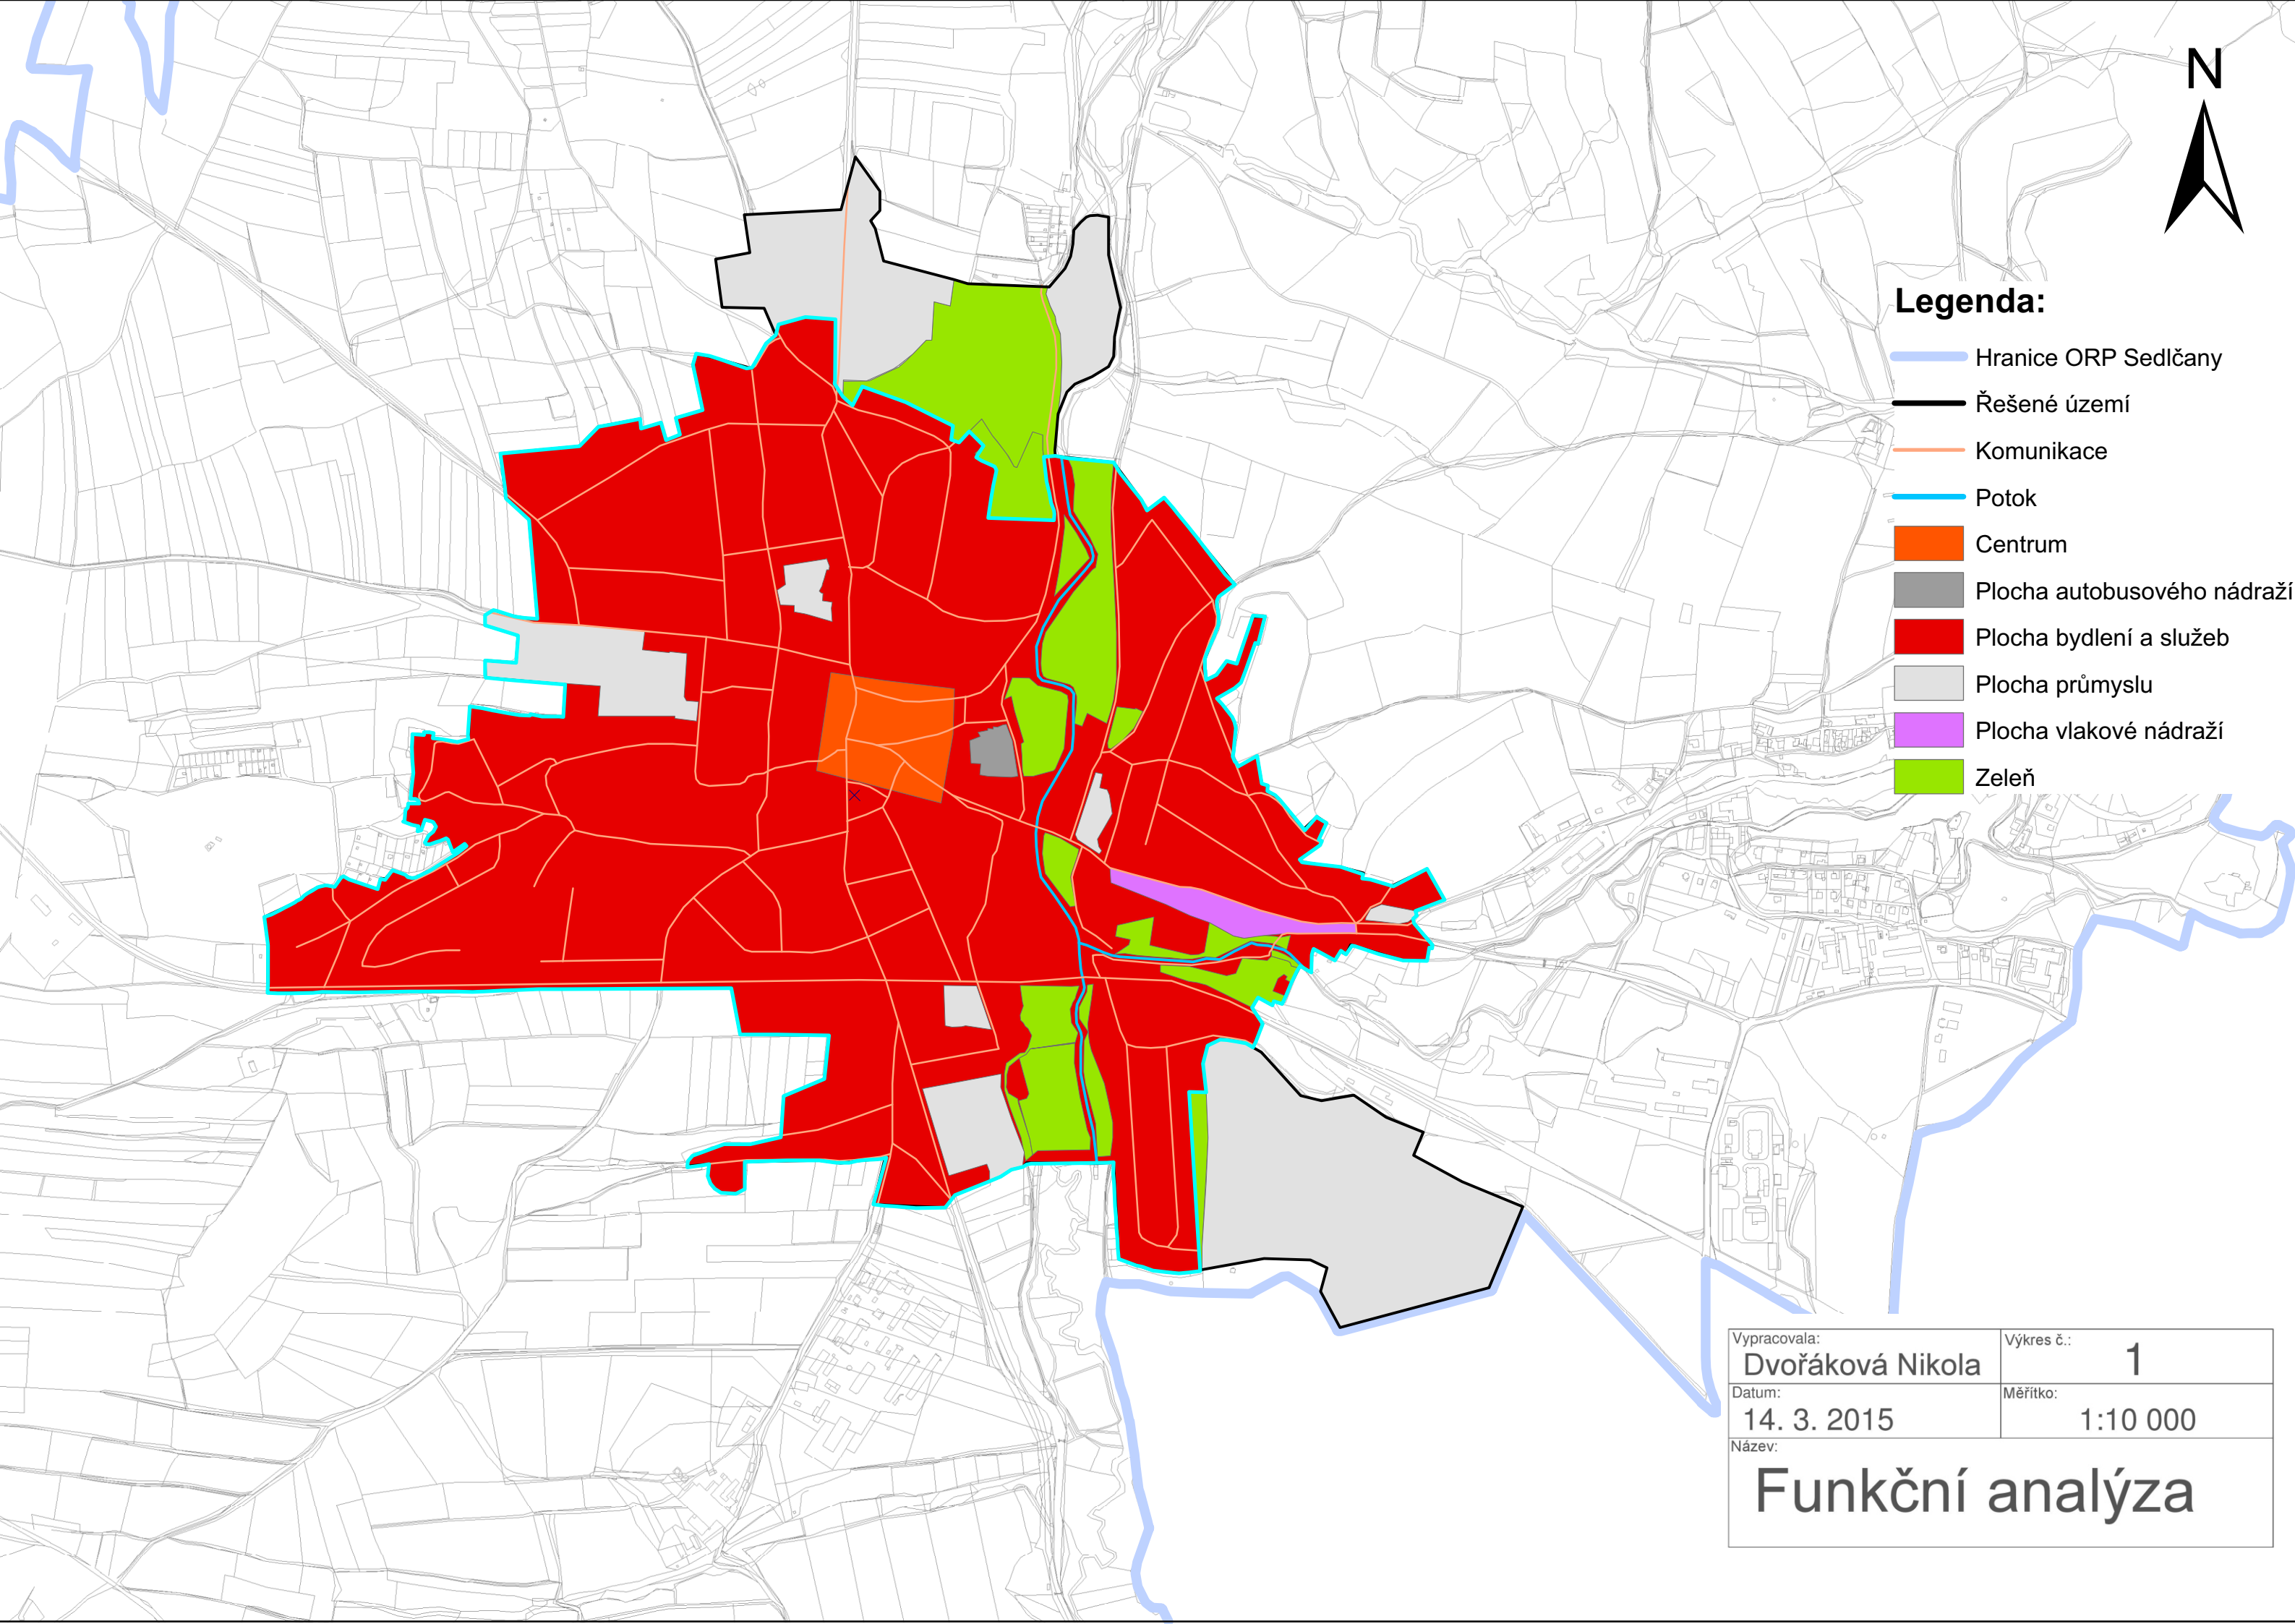 N
Legenda:
Hranice ORP Sedlčany
Řešené území
Komunikace
Potok
Centrum
Plocha autobusového nádraží
Plocha bydlení a služeb
Plocha průmyslu
Plocha vlakové nádraží
Zeleň
Vypracovala:
Dvořáková Nikola
Výkres č.:
1
Datum:
14. 3. 2015
Měřítko:
1:10 000
Název:
Funkční analýza